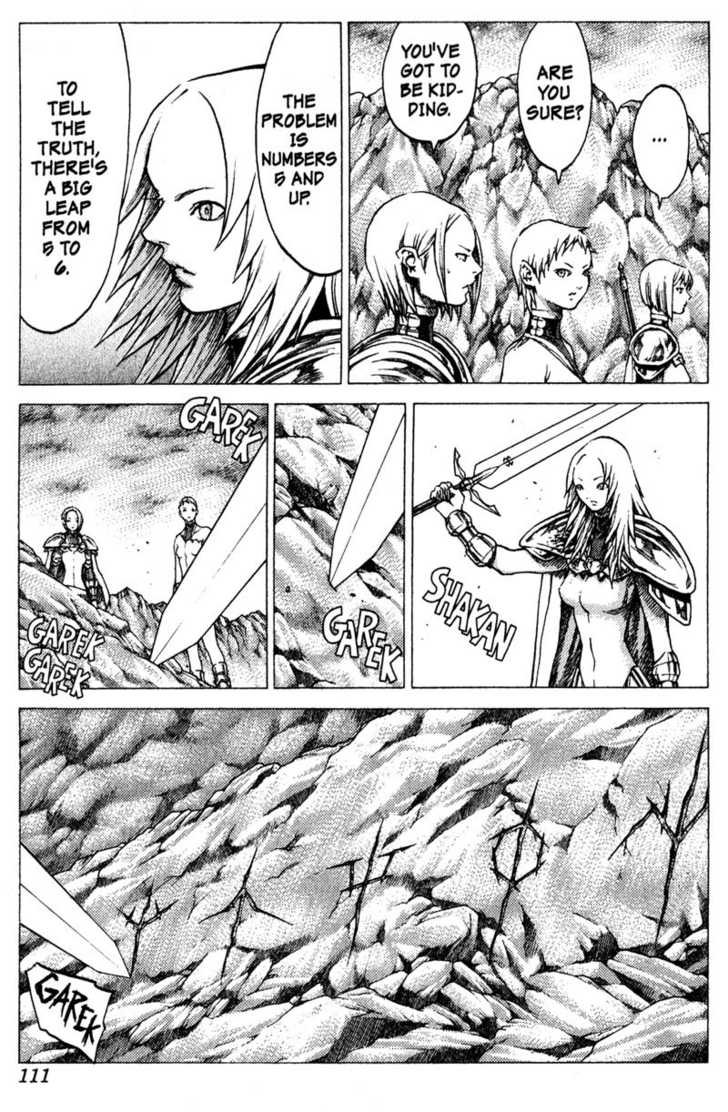 ...
ARE
YOU
SURE?
YOU'VE
GOT TO
BE KID-
DING.
THE
PROBLEM
IS
NUMBERS
5 AND
UP.
TO
TELL
THE
TRUTH,
THERE'S
A BIG
LEAP
FROM
5 TO
6.
SHAKAN
GAREK
GAREK
GAREK
GAREK
GAREK
111